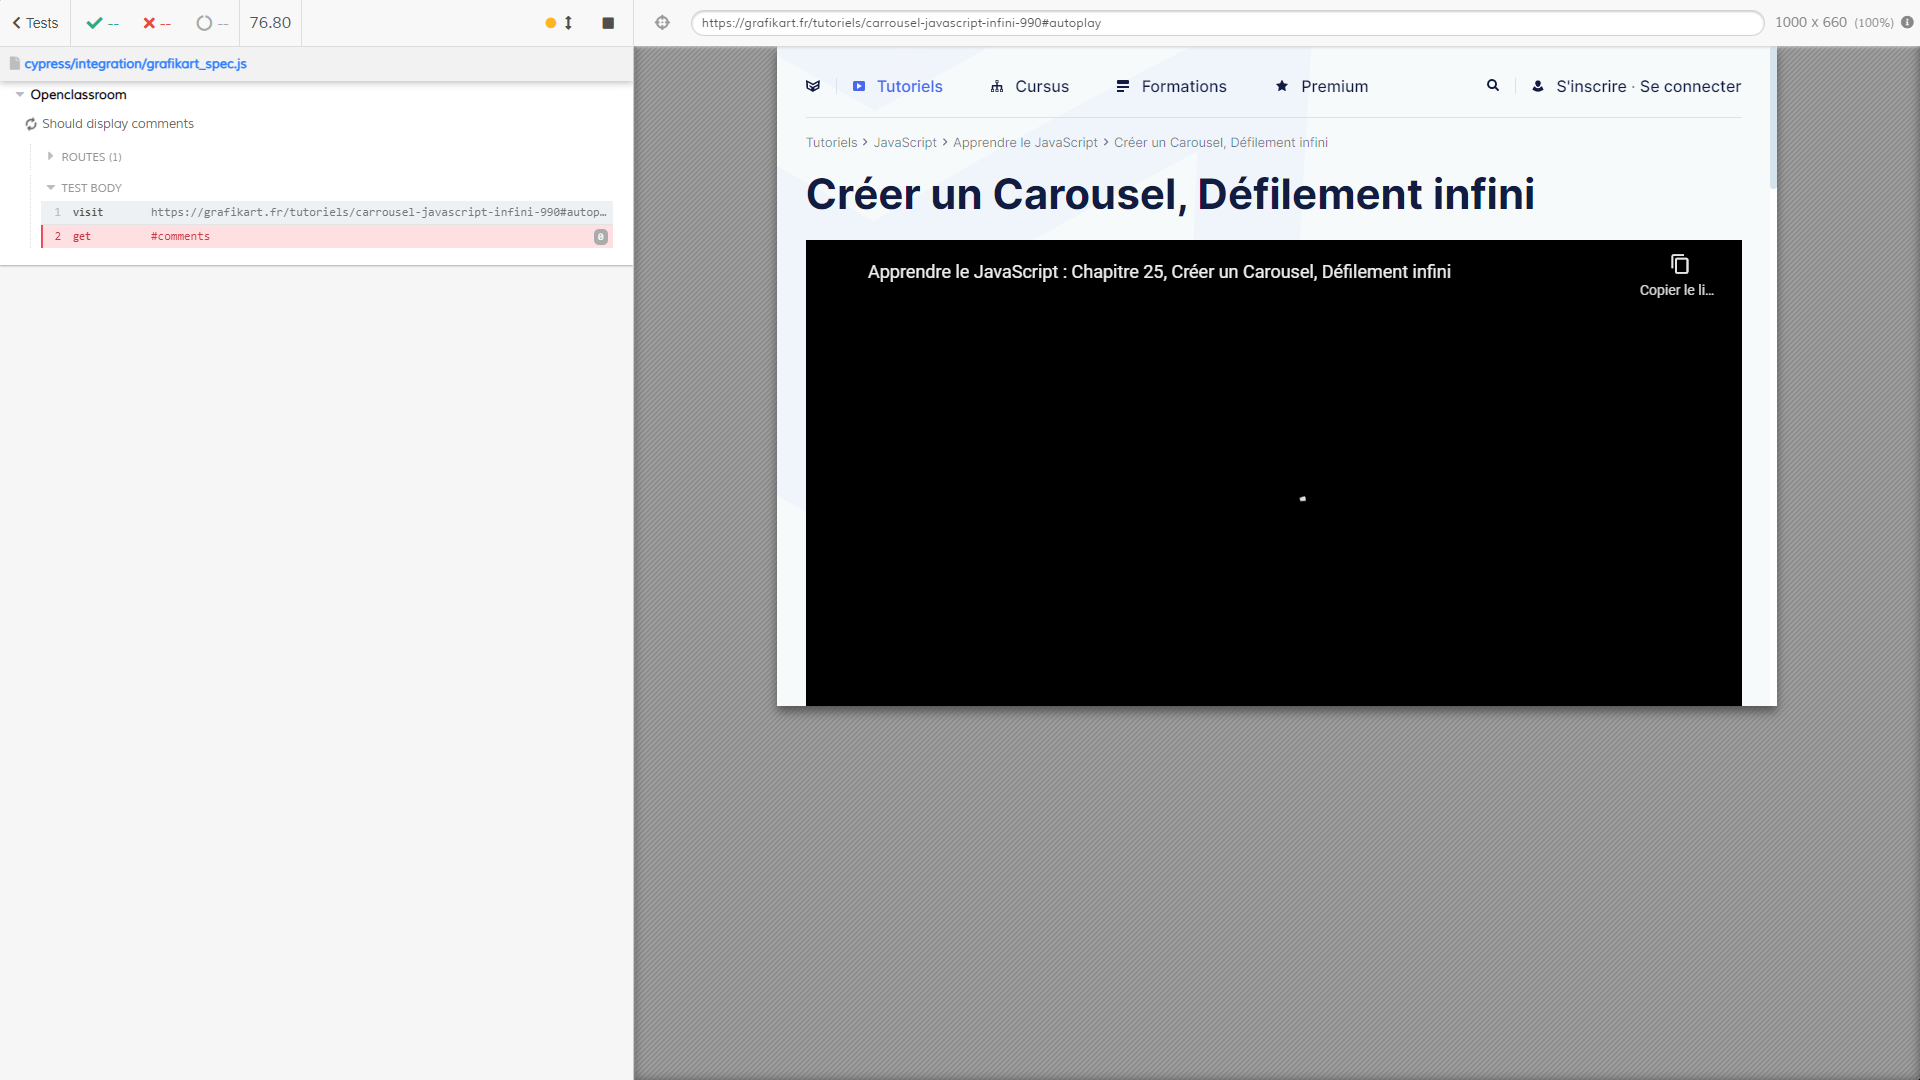 Tests
--
--
--
76.80
cypress/integration/grafikart_spec.js
Openclassroom
Should display comments
ROUTES (1)
TEST BODY
1 visit https://grafikart.fr/tutoriels/carrousel-javascript-infini-990#autop…
2 get #comments 0
https://grafikart.fr/tutoriels/carrousel-javascript-infini-990#autoplay
1000 x 660 (100%)
Tutoriels
Cursus
Formations
Premium
S'inscrire · Se connecter
Tutoriels > JavaScript > Apprendre le JavaScript > Créer un Carousel, Défilement infini
Créer un Carousel, Défilement infini
Apprendre le JavaScript : Chapitre 25, Créer un Carousel, Défilement infini
Copier le li…